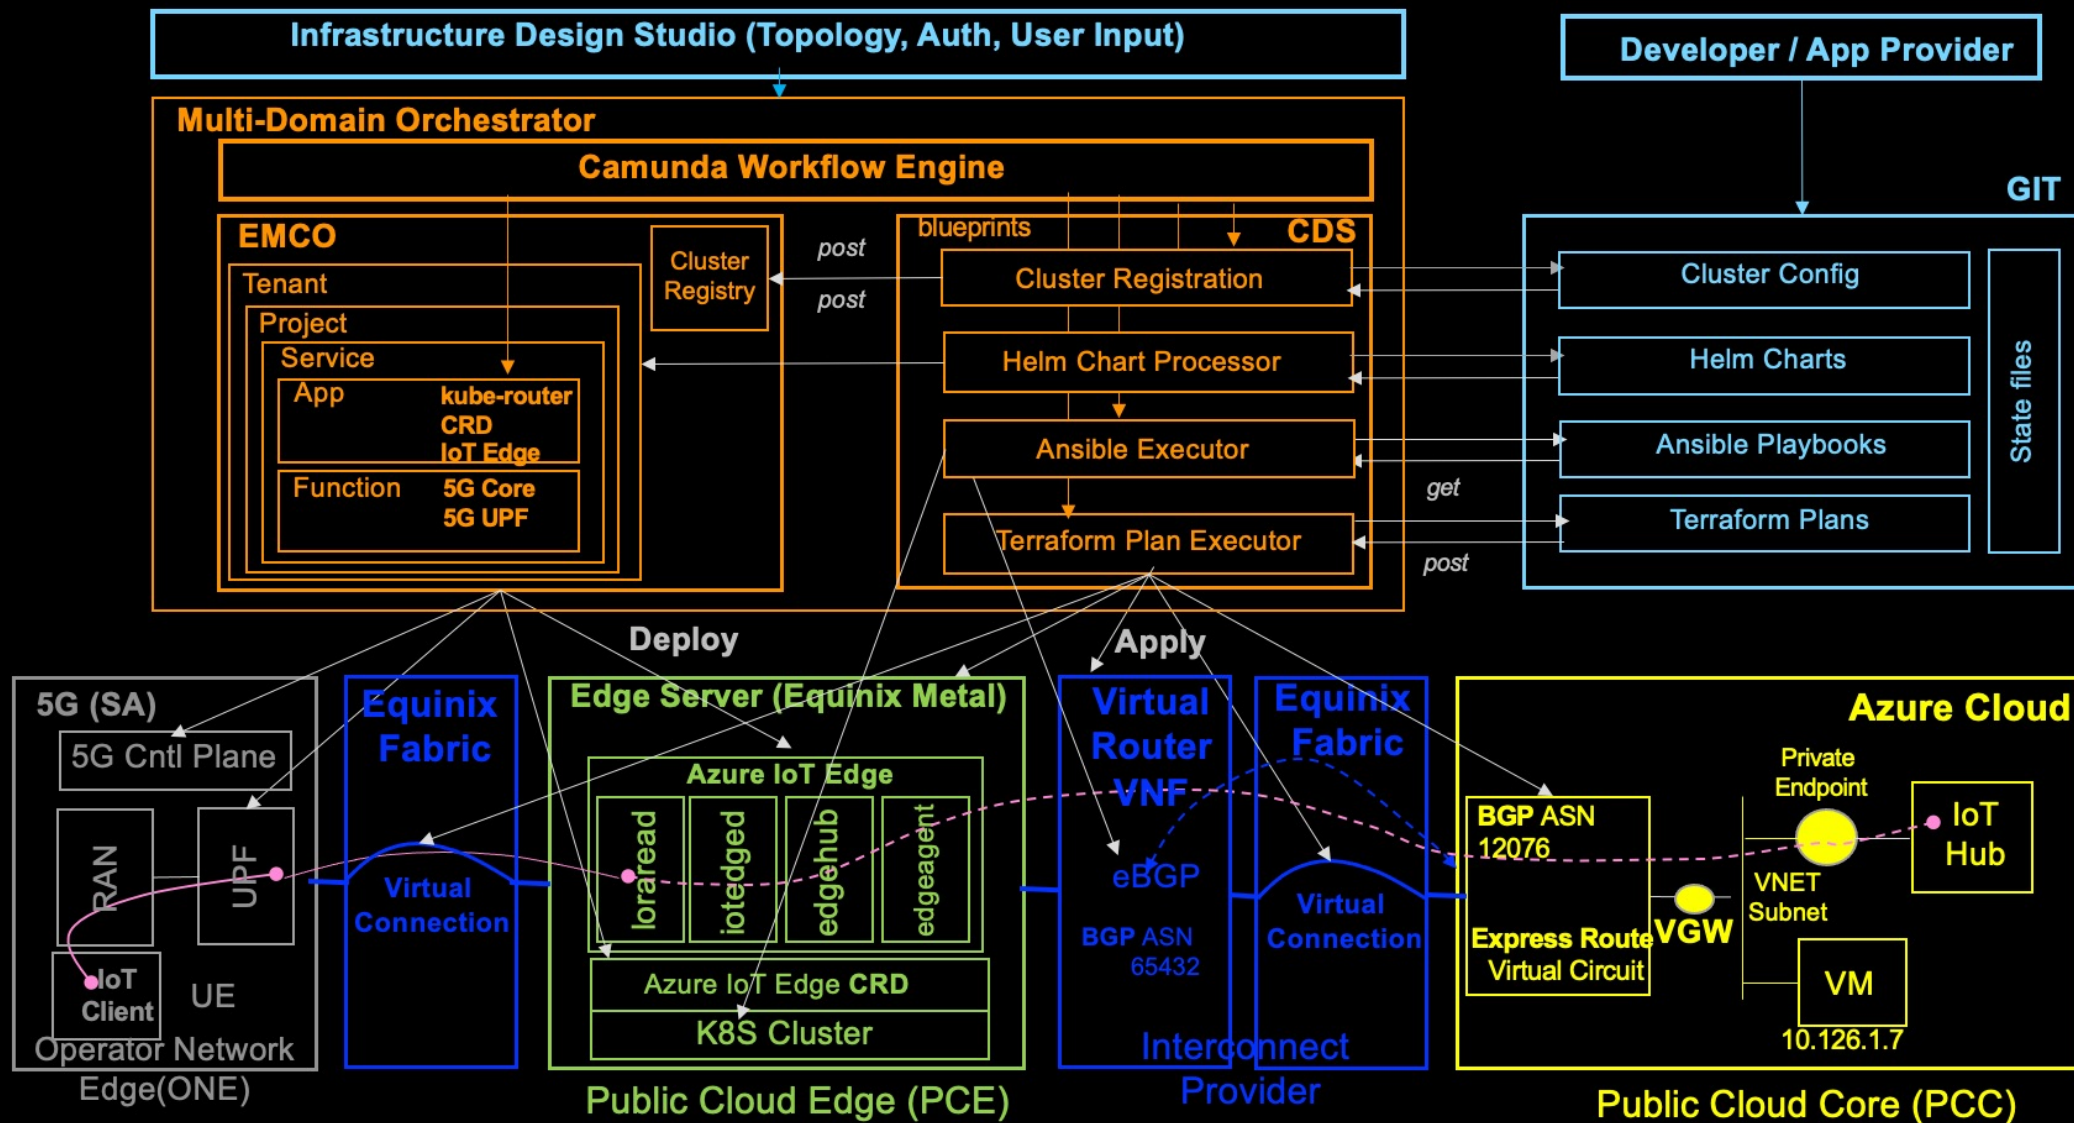 Infrastructure Design Studio (Topology, Auth, User Input)
Developer / App Provider
Multi-Domain Orchestrator
Camunda Workflow Engine
GIT
EMCO
Cluster
Registry
post
post
blueprints
CDS
Tenant
Project
Service
App
kube-router
CRD
IoT Edge
Function
5G Core
5G UPF
Cluster Registration
Helm Chart Processor
Ansible Executor
Terraform Plan Executor
get
post
Cluster Config
Helm Charts
Ansible Playbooks
Terraform Plans
State files
Deploy
Apply
5G (SA)
5G Cntl Plane
RAN
UPF
IoT
Client
UE
Operator Network
Edge(ONE)
Equinix
Fabric
Virtual
Connection
Edge Server (Equinix Metal)
Azure IoT Edge
loraread
iotedged
edgehub
edgeagent
Azure IoT Edge CRD
K8S Cluster
Public Cloud Edge (PCE)
Virtual
Router
VNF
eBGP
BGP ASN
65432
Equinix
Fabric
Virtual
Connection
Interconnect
Provider
Azure Cloud
BGP ASN
12076
Express Route
Virtual Circuit
VGW
Private
Endpoint
VNET
Subnet
IoT
Hub
VM
10.126.1.7
Public Cloud Core (PCC)